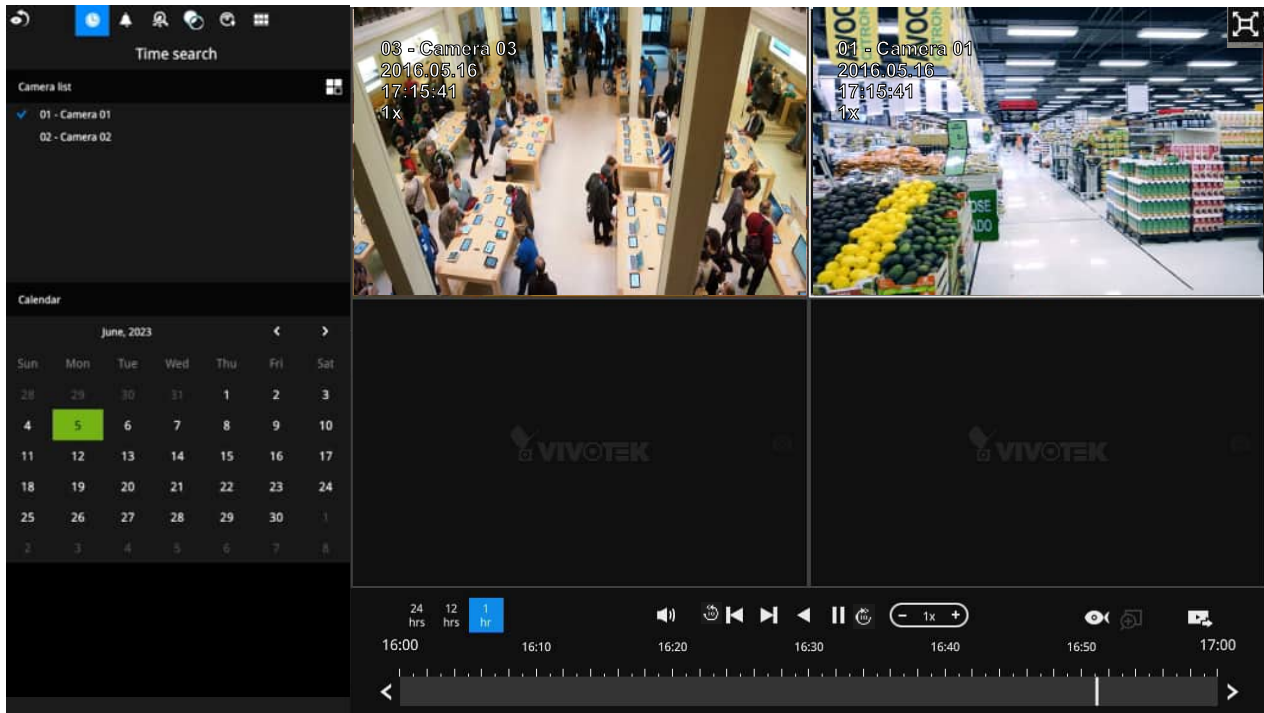 Time search
Camera list
01 - Camera 01
02 - Camera 02
Calendar
June, 2023
Sun Mon Tue Wed Thu Fri Sat
28 29 30 31 1 2 3
4 5 6 7 8 9 10
11 12 13 14 15 16 17
18 19 20 21 22 23 24
25 26 27 28 29 30 1
2 3 4 5 6 7 8
03 - Camera 03
2016.05.16
17:15:41
1x
01 - Camera 01
2016.05.16
17:15:41
1x
VIVOTEK
VIVOTEK
24 hrs
12 hrs
1 hr
10
10
1x
16:00 16:10 16:20 16:30 16:40 16:50 17:00